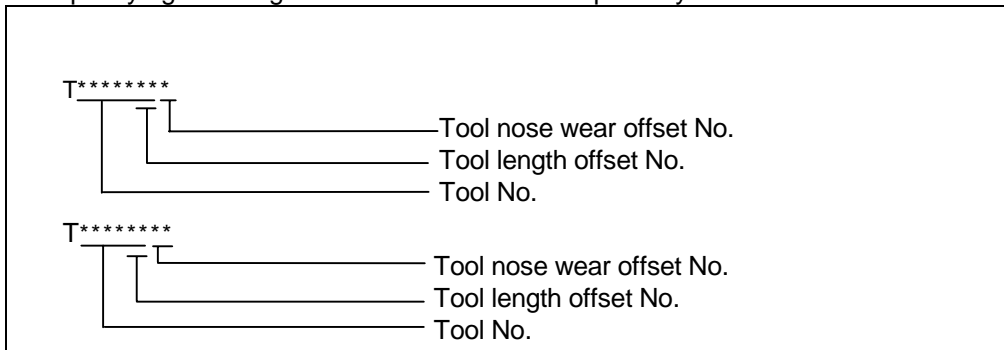 T********
Tool nose wear offset No.
Tool length offset No.
Tool No.
T********
Tool nose wear offset No.
Tool length offset No.
Tool No.